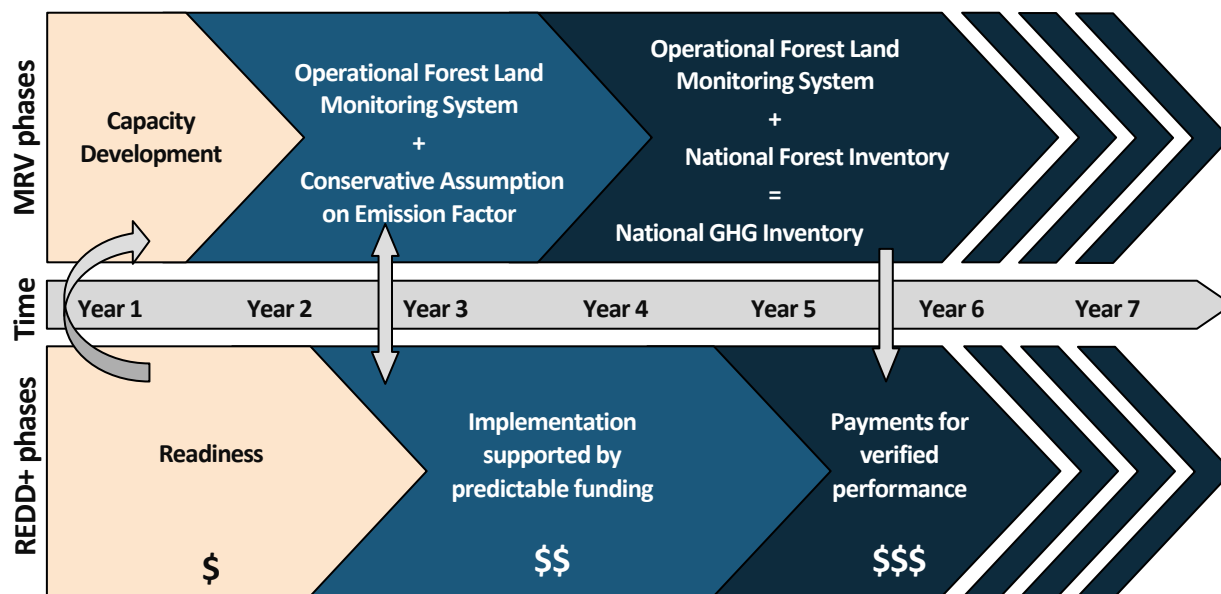 MRV phases
Capacity
Development
Operational Forest Land
Monitoring System
+
Conservative Assumption
on Emission Factor
Operational Forest Land
Monitoring System
+
National Forest Inventory
=
National GHG Inventory
Time
Year 1
Year 2
Year 3
Year 4
Year 5
Year 6
Year 7
REDD+ phases
Readiness
$
Implementation
supported by
predictable funding
$$
Payments for
verified
performance
$$$